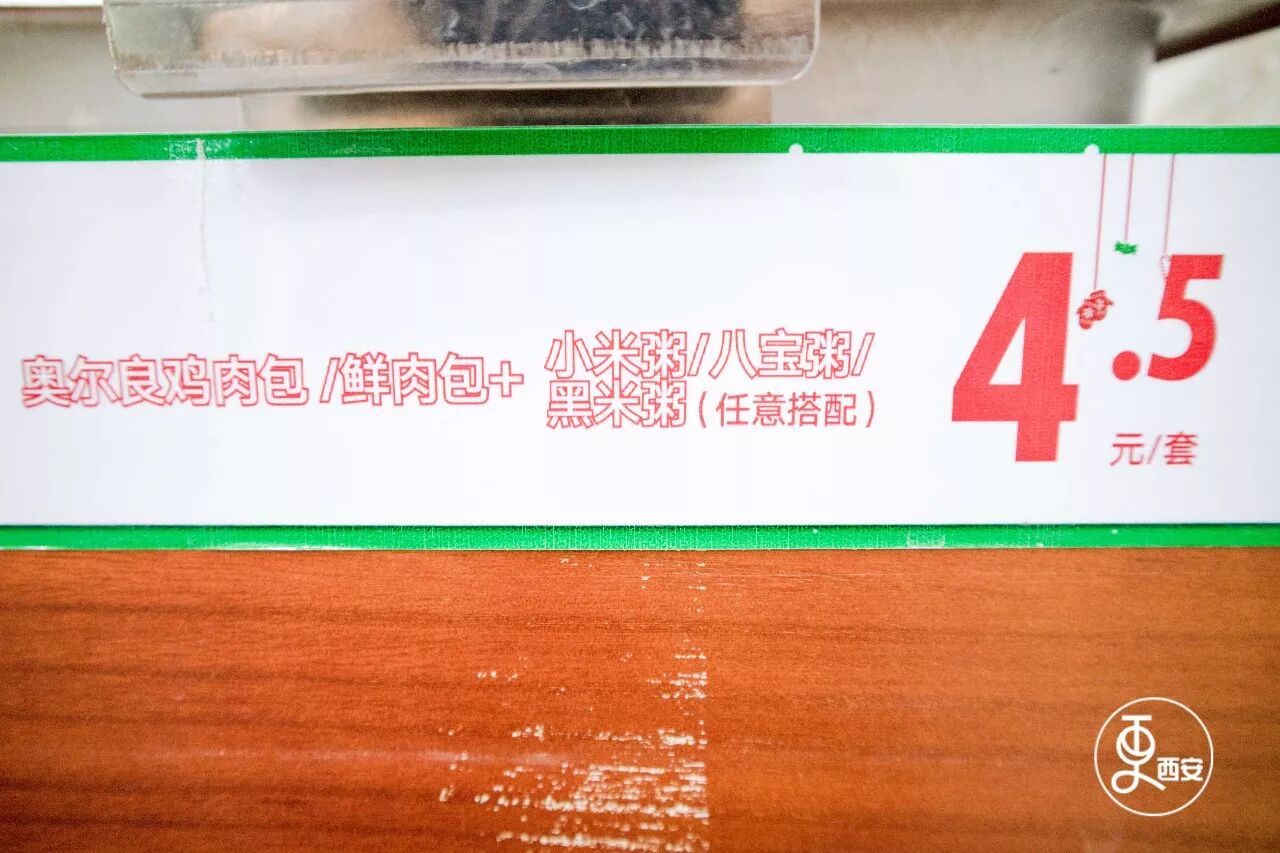 奥尔良鸡肉包 /鲜肉包+
小米粥/八宝粥/
黑米粥 (任意搭配)
4.5
元/套
更西安